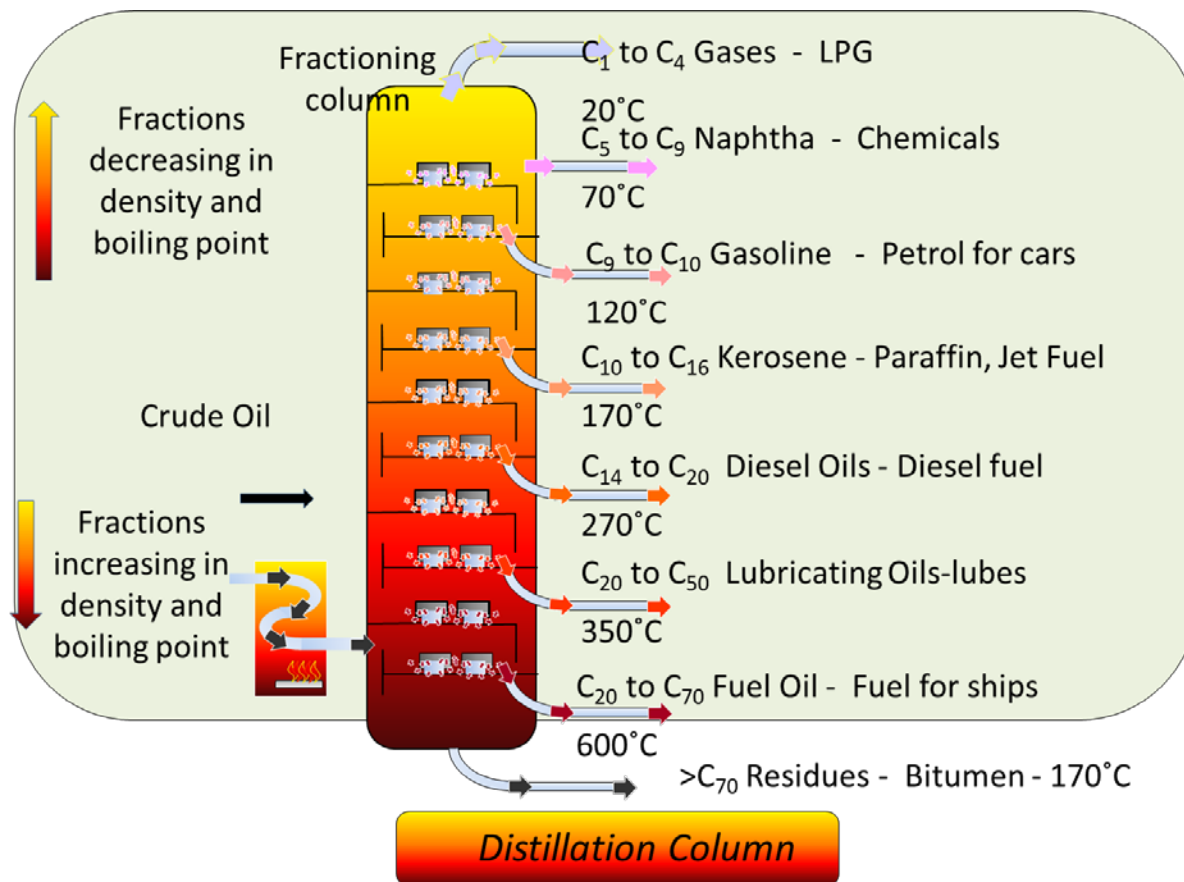 Fractioning
column
C₁ to C₄ Gases - LPG
20˚C
Fractions
decreasing in
density and
boiling point
C₅ to C₉ Naphtha - Chemicals
70˚C
C₉ to C₁₀ Gasoline - Petrol for cars
120˚C
C₁₀ to C₁₆ Kerosene - Paraffin, Jet Fuel
170˚C
Crude Oil
C₁₄ to C₂₀ Diesel Oils - Diesel fuel
270˚C
Fractions
increasing in
density and
boiling point
C₂₀ to C₅₀ Lubricating Oils-lubes
350˚C
C₂₀ to C₇₀ Fuel Oil - Fuel for ships
600˚C
>C₇₀ Residues - Bitumen - 170˚C
Distillation Column